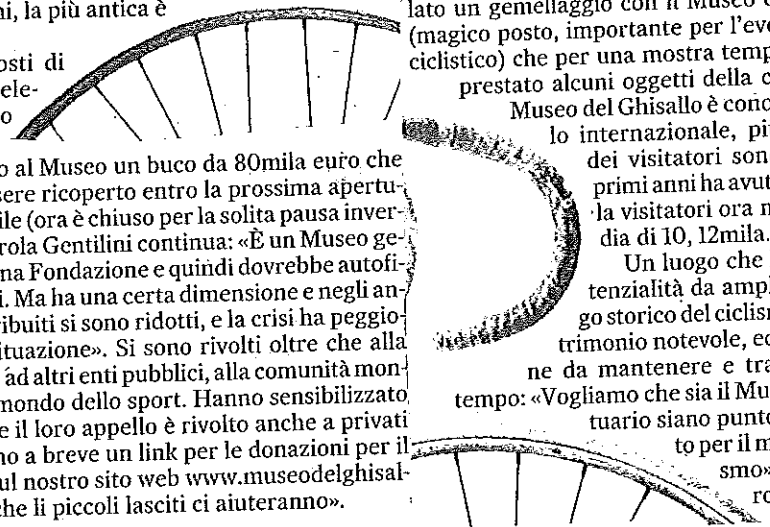 ni, la più antica è
osti di
ele-
o
o al Museo un buco da 80mila euro che
sere ricoperto entro la prossima apertu-
ile (ora è chiuso per la solita pausa inver-
rola Gentilini continua: «È un Museo ge-
na Fondazione e quindi dovrebbe autofi-
i. Ma ha una certa dimensione e negli an-
ribuiti si sono ridotti, e la crisi ha peggio-
ituazione». Si sono rivolti oltre che alla
ad altri enti pubblici, alla comunità mon-
mondo dello sport. Hanno sensibilizzato
e il loro appello è rivolto anche a privati
no a breve un link per le donazioni per il
ul nostro sito web www.museodelghisal-
che li piccoli lasciti ci aiuteranno».
lato un gemellaggio con il Museo
(magico posto, importante per l'eve
ciclistico) che per una mostra temp
prestato alcuni oggetti della c
Museo del Ghisallo è cono
lo internazionale, pi
dei visitatori son
primi anni ha avut
la visitatori ora n
dia di 10, 12mila.
Un luogo che
tenzialità da amp
go storico del ciclism
trimonio notevole, ec
ne da mantenere e tra
tempo: «Vogliamo che sia il Mu
tuario siano punto
to per il m
smo»
ro